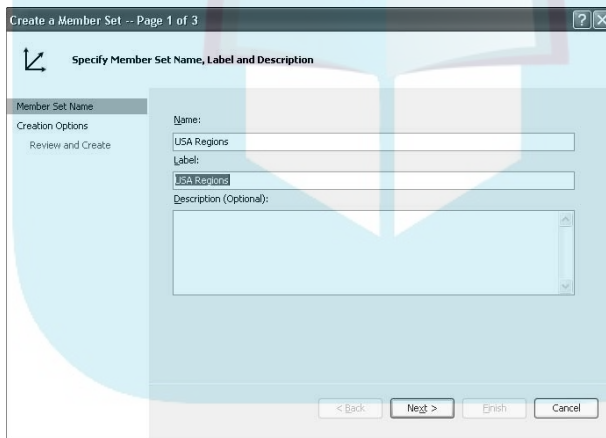 Create a Member Set -- Page 1 of 3
Specify Member Set Name, Label and Description
Member Set Name
Creation Options
Review and Create
Name:
USA Regions
Label:
USA Regions
Description (Optional):
< Back Next > Finish Cancel